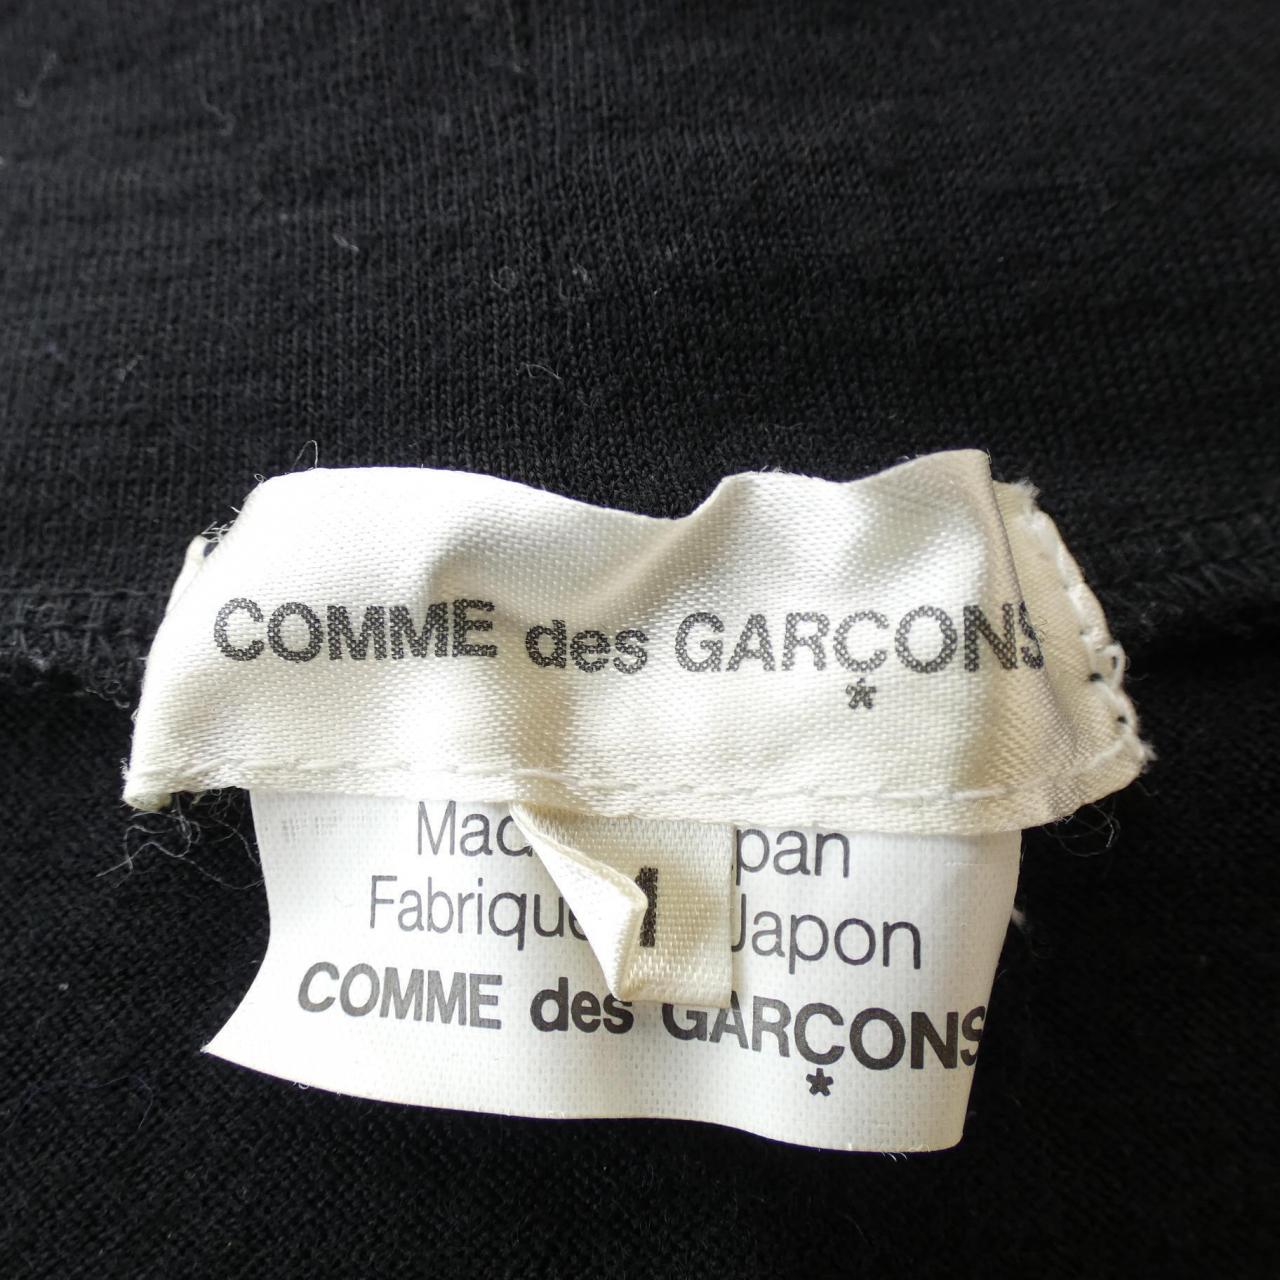 COMME des GARÇONS
*
Mad pan
1
Fabrique Japon
COMME des GARÇONS
*